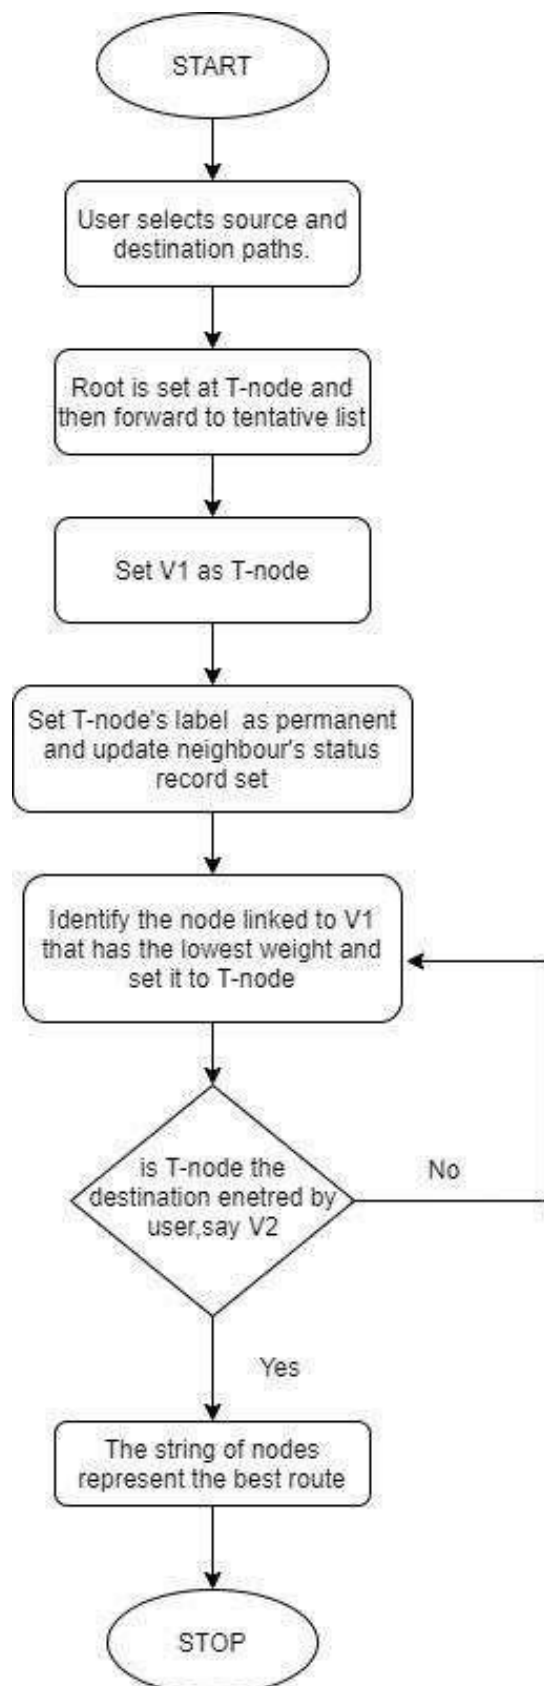 START
User selects source and
destination paths.
Root is set at T-node and
then forward to tentative list
Set V1 as T-node
Set T-node's label as permanent
and update neighbour's status
record set
Identify the node linked to V1
that has the lowest weight and
set it to T-node
is T-node the
destination enetred by
user,say V2
No
Yes
The string of nodes
represent the best route
STOP